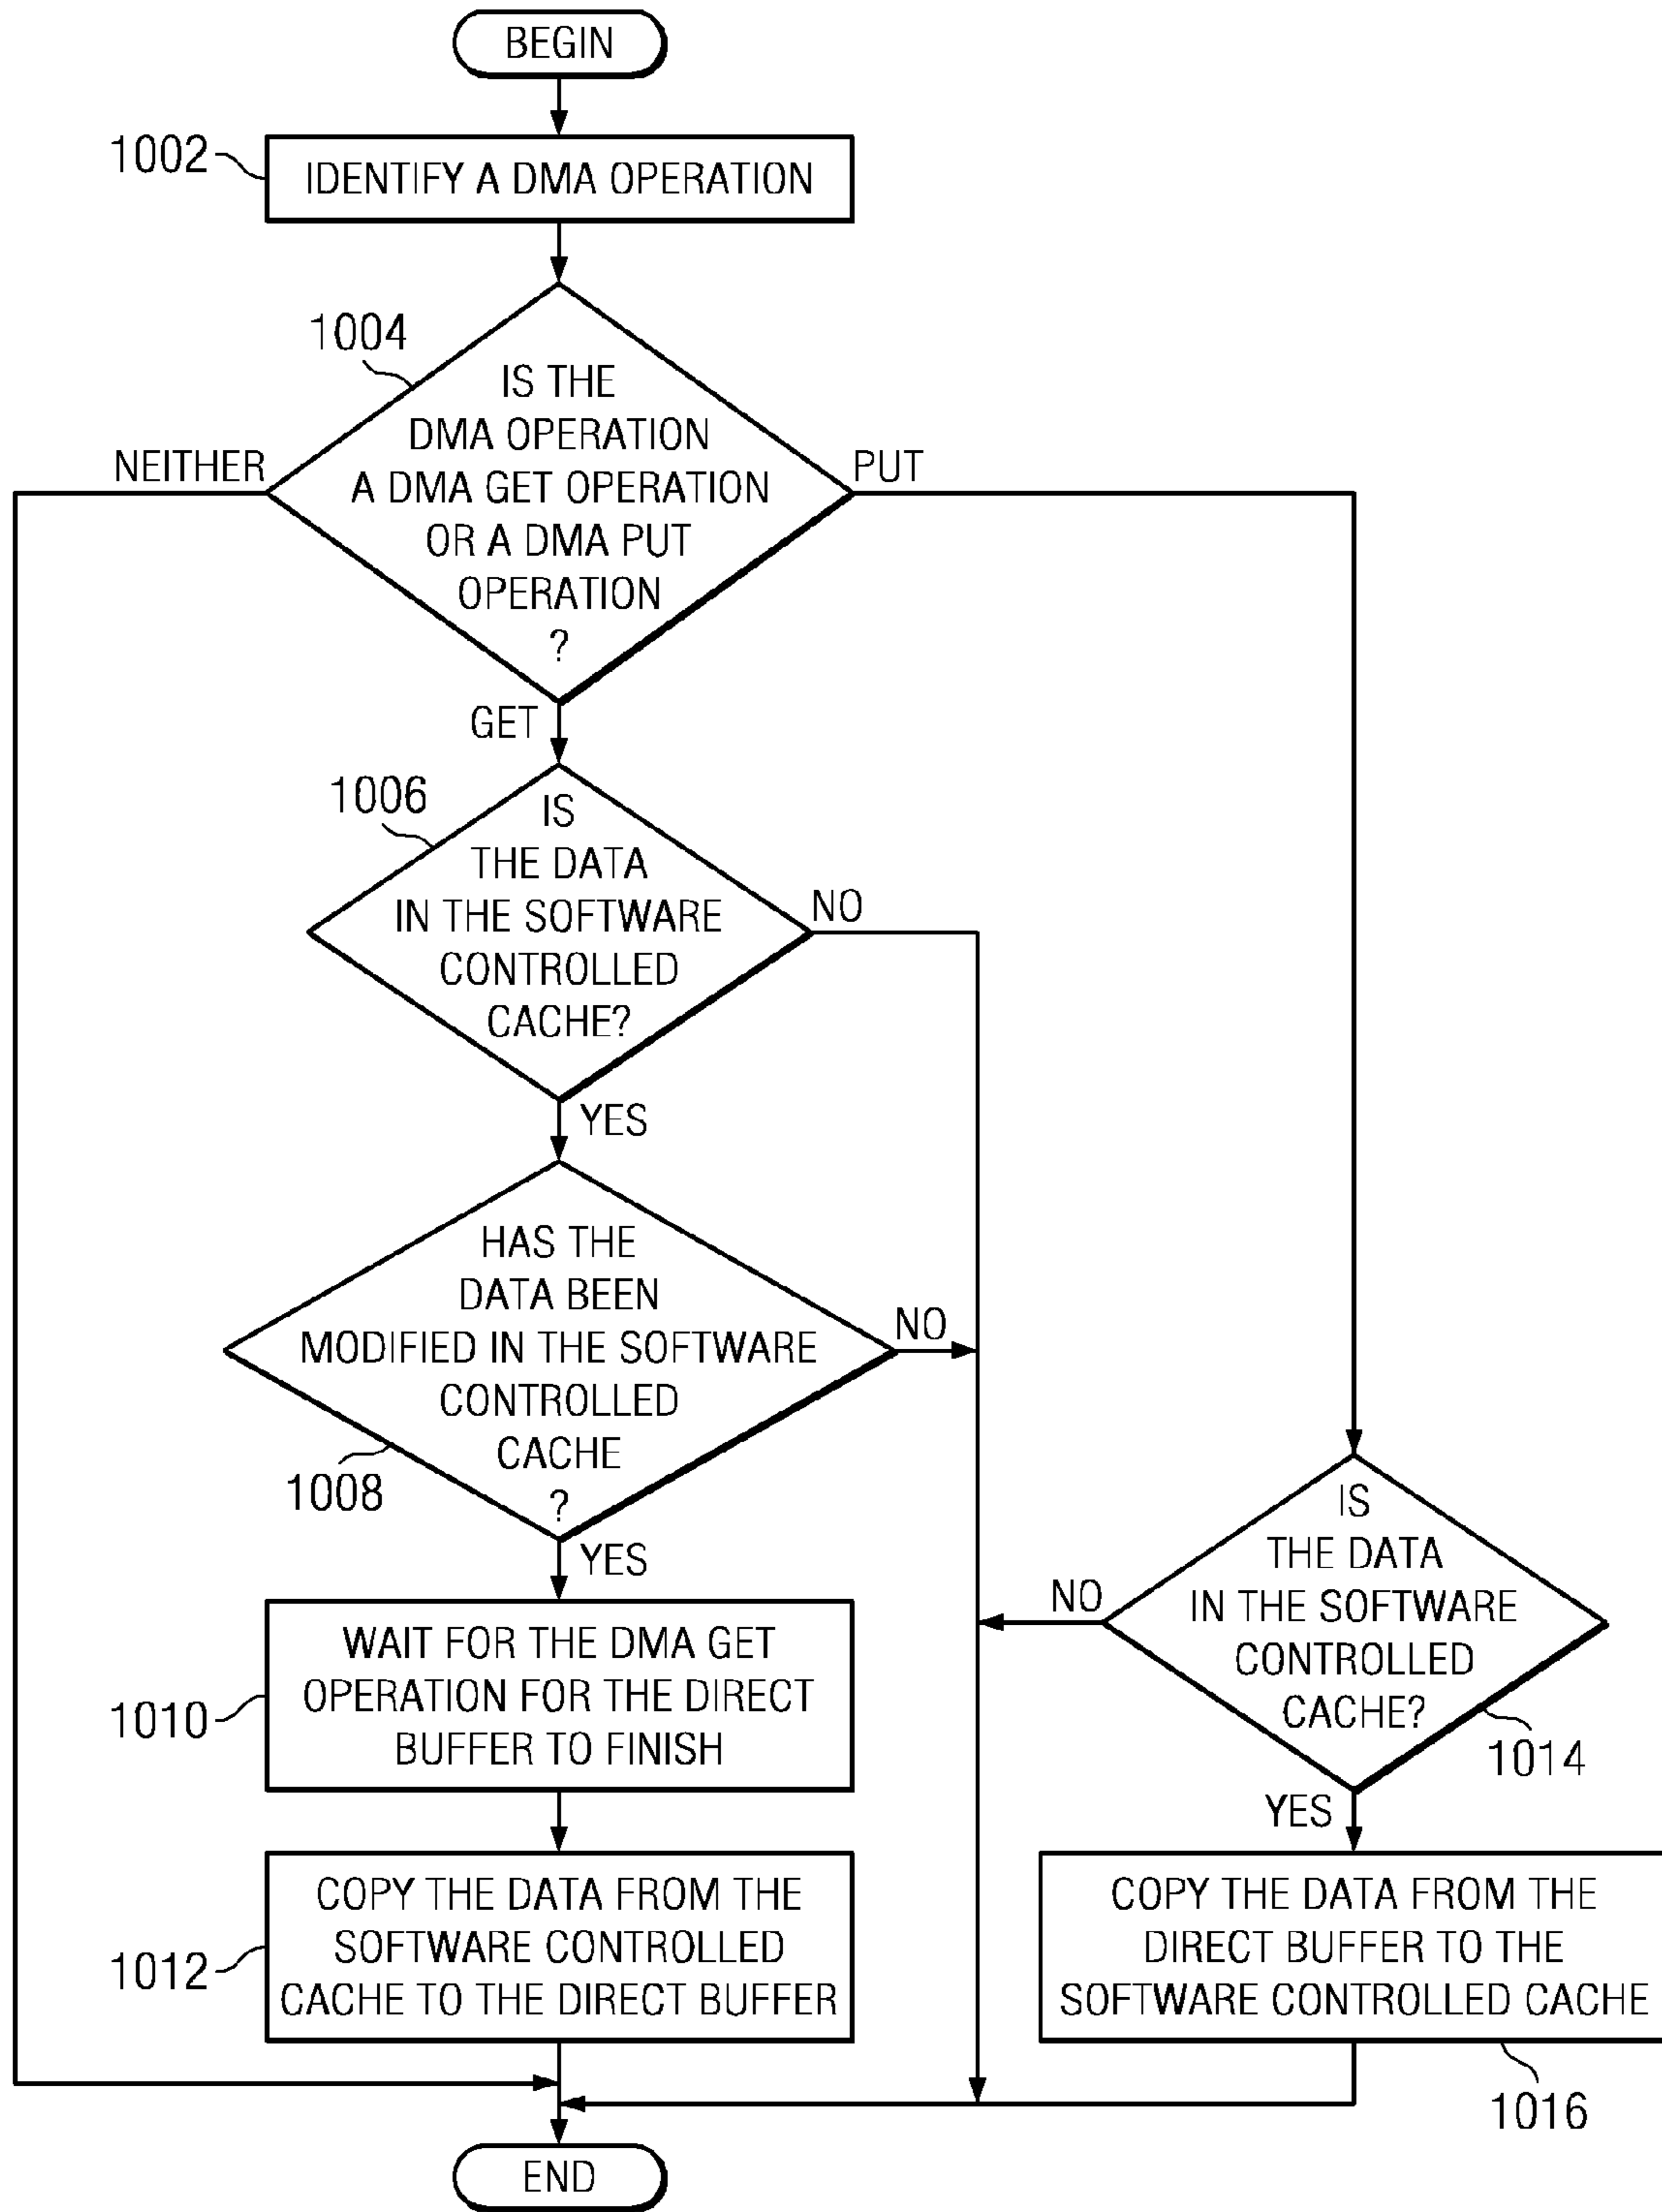 BEGIN
1002
IDENTIFY A DMA OPERATION
1004
IS THE
DMA OPERATION
A DMA GET OPERATION
OR A DMA PUT
OPERATION
?
NEITHER
PUT
GET
1006
IS
THE DATA
IN THE SOFTWARE
CONTROLLED
CACHE?
NO
YES
HAS THE
DATA BEEN
MODIFIED IN THE SOFTWARE
CONTROLLED
CACHE
?
NO
1008
YES
WAIT FOR THE DMA GET
OPERATION FOR THE DIRECT
BUFFER TO FINISH
1010
COPY THE DATA FROM THE
SOFTWARE CONTROLLED
CACHE TO THE DIRECT BUFFER
1012
IS
THE DATA
IN THE SOFTWARE
CONTROLLED
CACHE?
NO
1014
YES
COPY THE DATA FROM THE
DIRECT BUFFER TO THE
SOFTWARE CONTROLLED CACHE
1016
END